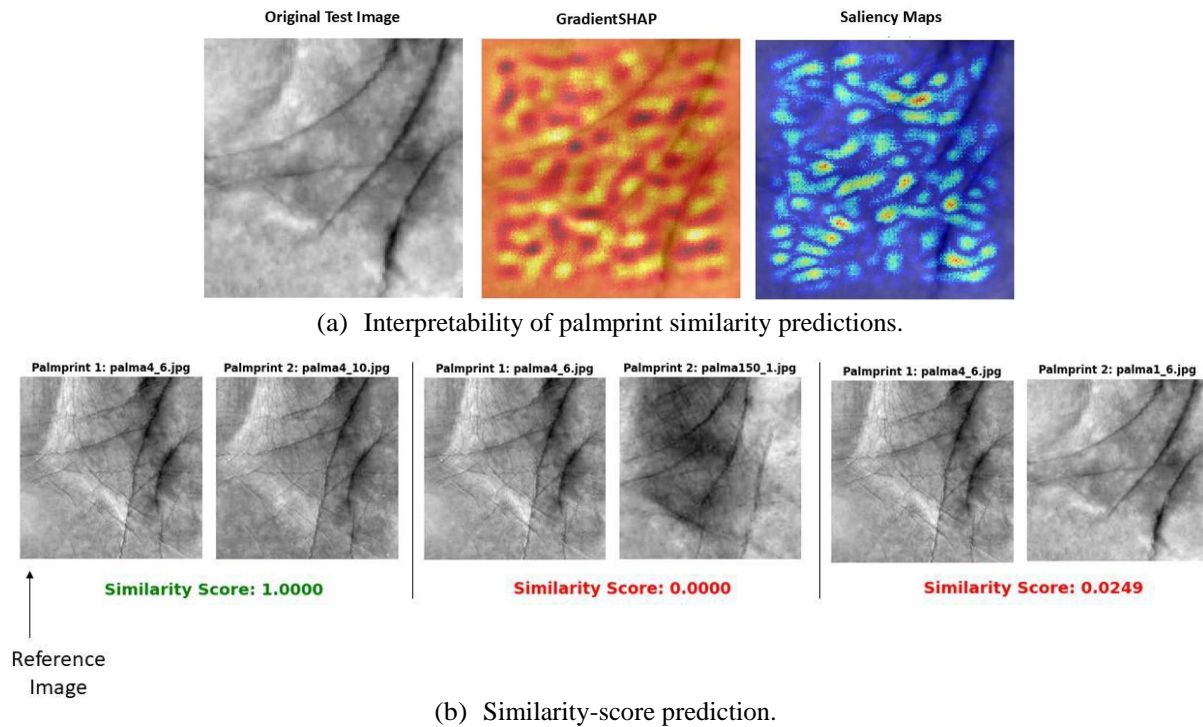 Original Test Image
GradientSHAP
Saliency Maps
(a) Interpretability of palmprint similarity predictions.
Palmprint 1: palma4_6.jpg
Palmprint 2: palma4_10.jpg
Palmprint 1: palma4_6.jpg
Palmprint 2: palma150_1.jpg
Palmprint 1: palma4_6.jpg
Palmprint 2: palma1_6.jpg
Similarity Score: 1.0000
Similarity Score: 0.0000
Similarity Score: 0.0249
Reference
Image
(b) Similarity-score prediction.